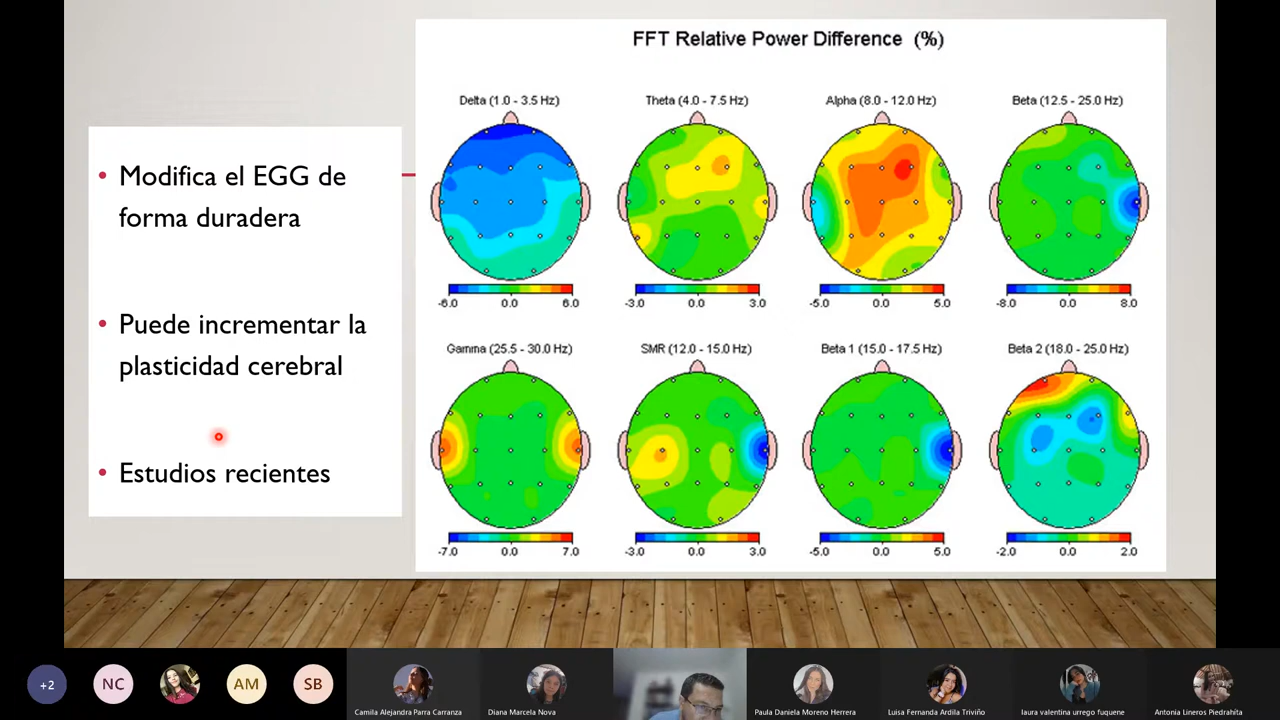 FFT Relative Power Difference (%)
• Modifica el EGG de
forma duradera
• Puede incrementar la
plasticidad cerebral
• Estudios recientes
Delta (1.0 - 3.5 Hz)
Theta (4.0 - 7.5 Hz)
Alpha (8.0 - 12.0 Hz)
Beta (12.5 - 25.0 Hz)
-6.0 0.0 6.0
-3.0 0.0 3.0
-5.0 0.0 5.0
-8.0 0.0 8.0
Gamma (25.5 - 30.0 Hz)
SMR (12.0 - 15.0 Hz)
Beta 1 (15.0 - 17.5 Hz)
Beta 2 (18.0 - 25.0 Hz)
-7.0 0.0 7.0
-3.0 0.0 3.0
-5.0 0.0 5.0
-2.0 0.0 2.0
+2
NC
AM
SB
Camila Alejandra Parra Carranza
Diana Marcela Nova
Paula Daniela Moreno Herrera
Luisa Fernanda Ardila Triviño
laura valentina urrego fuquene
Antonia Lineros Piedrahita